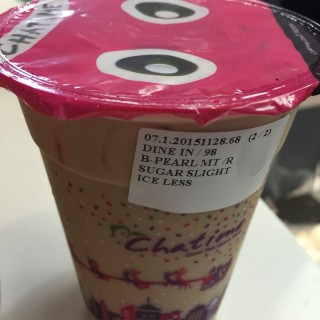 CHATIME
07.1.20151128.68 (2 / 2)
DINE IN / 98
B-PEARL MT /R
SUGAR SLIGHT
ICE LESS
Chatime